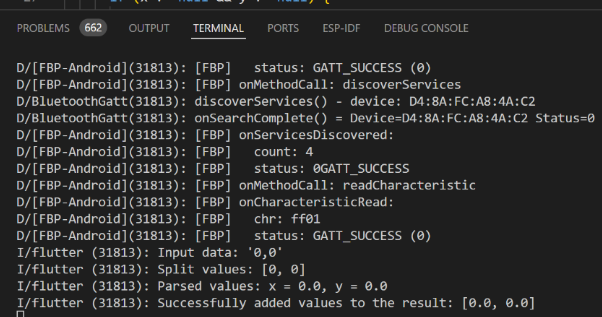 PROBLEMS 662 OUTPUT TERMINAL PORTS ESP-IDF DEBUG CONSOLE
D/[FBP-Android](31813): [FBP]   status: GATT_SUCCESS (0)
D/[FBP-Android](31813): [FBP] onMethodCall: discoverServices
D/BluetoothGatt(31813): discoverServices() - device: D4:8A:FC:A8:4A:C2
D/BluetoothGatt(31813): onSearchComplete() = Device=D4:8A:FC:A8:4A:C2 Status=0
D/[FBP-Android](31813): [FBP] onServicesDiscovered:
D/[FBP-Android](31813): [FBP]   count: 4
D/[FBP-Android](31813): [FBP]   status: 0GATT_SUCCESS
D/[FBP-Android](31813): [FBP] onMethodCall: readCharacteristic
D/[FBP-Android](31813): [FBP] onCharacteristicRead:
D/[FBP-Android](31813): [FBP]   chr: ff01
D/[FBP-Android](31813): [FBP]   status: GATT_SUCCESS (0)
I/flutter (31813): Input data: '0,0'
I/flutter (31813): Split values: [0, 0]
I/flutter (31813): Parsed values: x = 0.0, y = 0.0
I/flutter (31813): Successfully added values to the result: [0.0, 0.0]